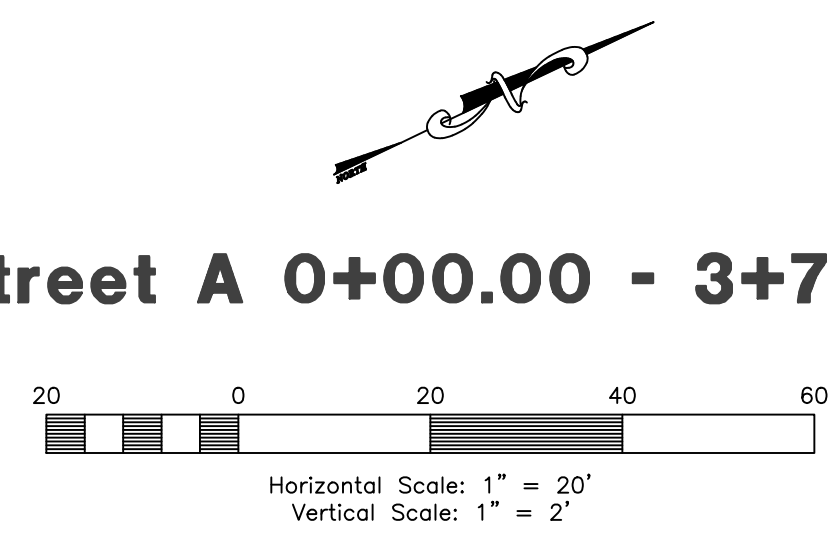 N
NORTH
treet A 0+00.00 - 3+7
20 0 20 40 60
Horizontal Scale: 1" = 20'
Vertical Scale: 1" = 2'